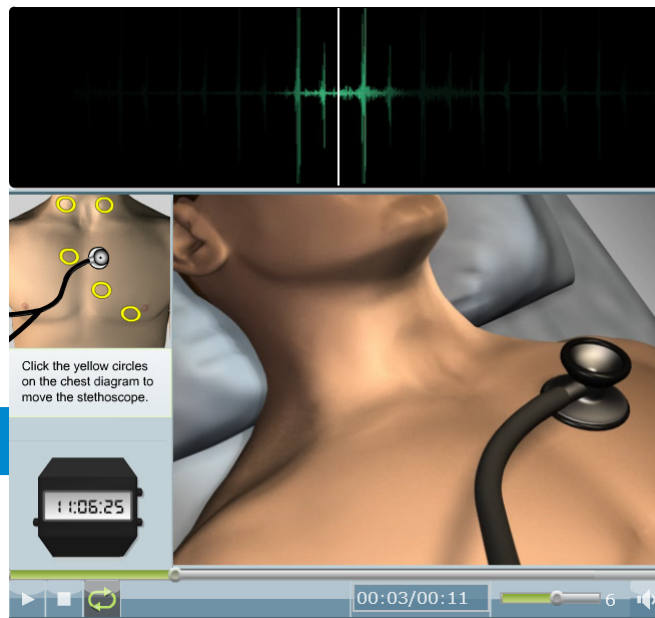 Click the yellow circles
on the chest diagram to
move the stethoscope.
11:06:25
00:03/00:11
6